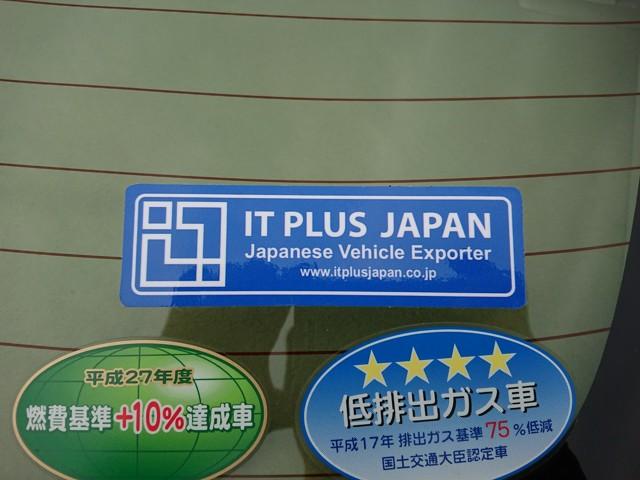 IT PLUS JAPAN
Japanese Vehicle Exporter
www.itplusjapan.co.jp
平成27年度
燃費基準+10%達成車
低排出ガス車
平成17年 排出ガス基準 75%低減
国土交通大臣認定車